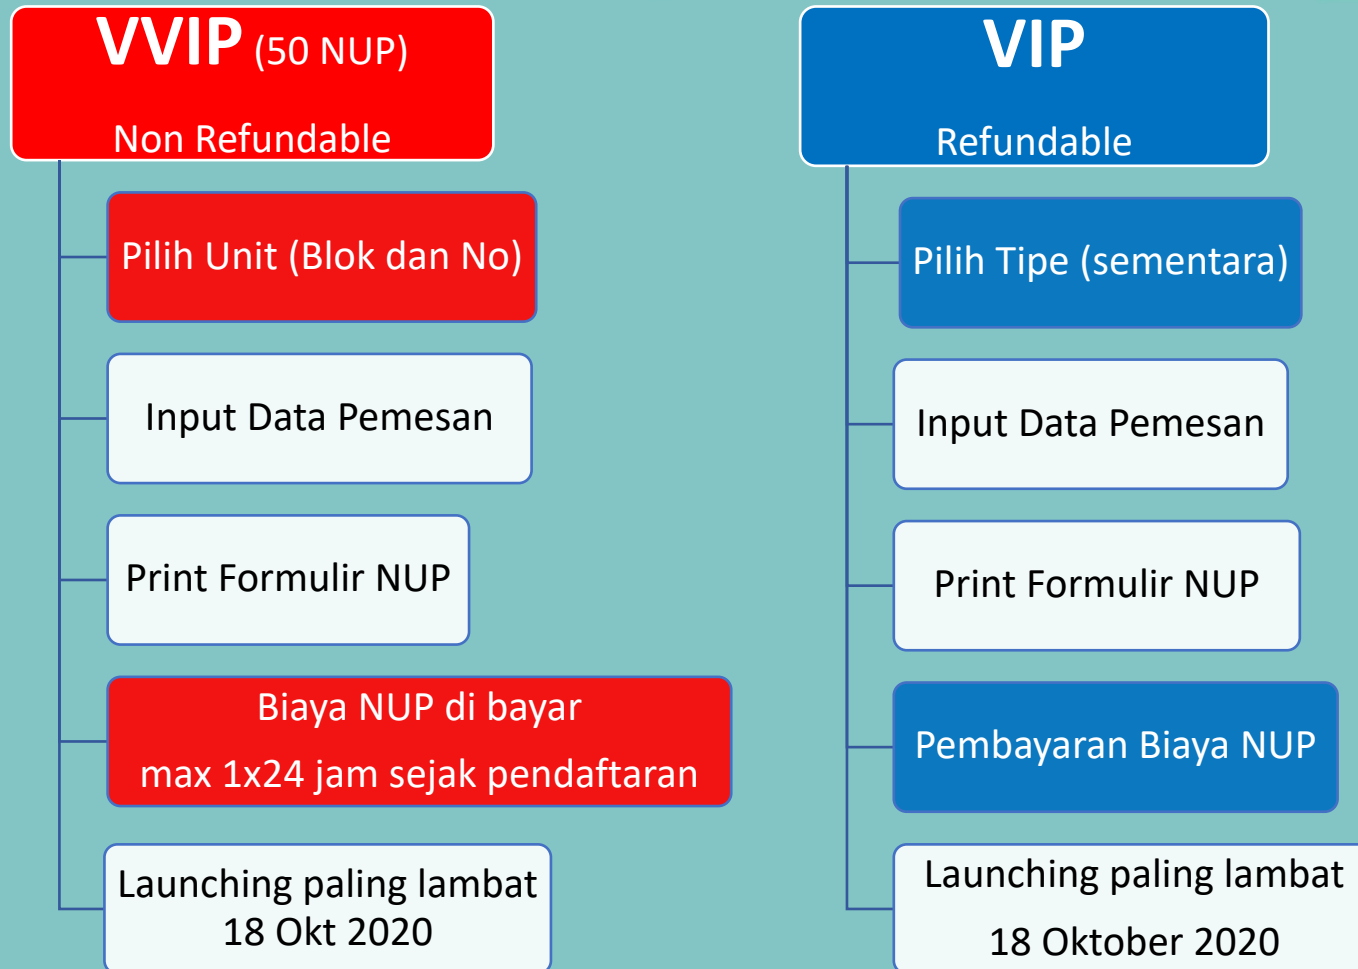 VVIP (50 NUP)
Non Refundable
Pilih Unit (Blok dan No)
Input Data Pemesan
Print Formulir NUP
Biaya NUP di bayar
max 1x24 jam sejak pendaftaran
Launching paling lambat
18 Okt 2020
VIP
Refundable
Pilih Tipe (sementara)
Input Data Pemesan
Print Formulir NUP
Pembayaran Biaya NUP
Launching paling lambat
18 Oktober 2020